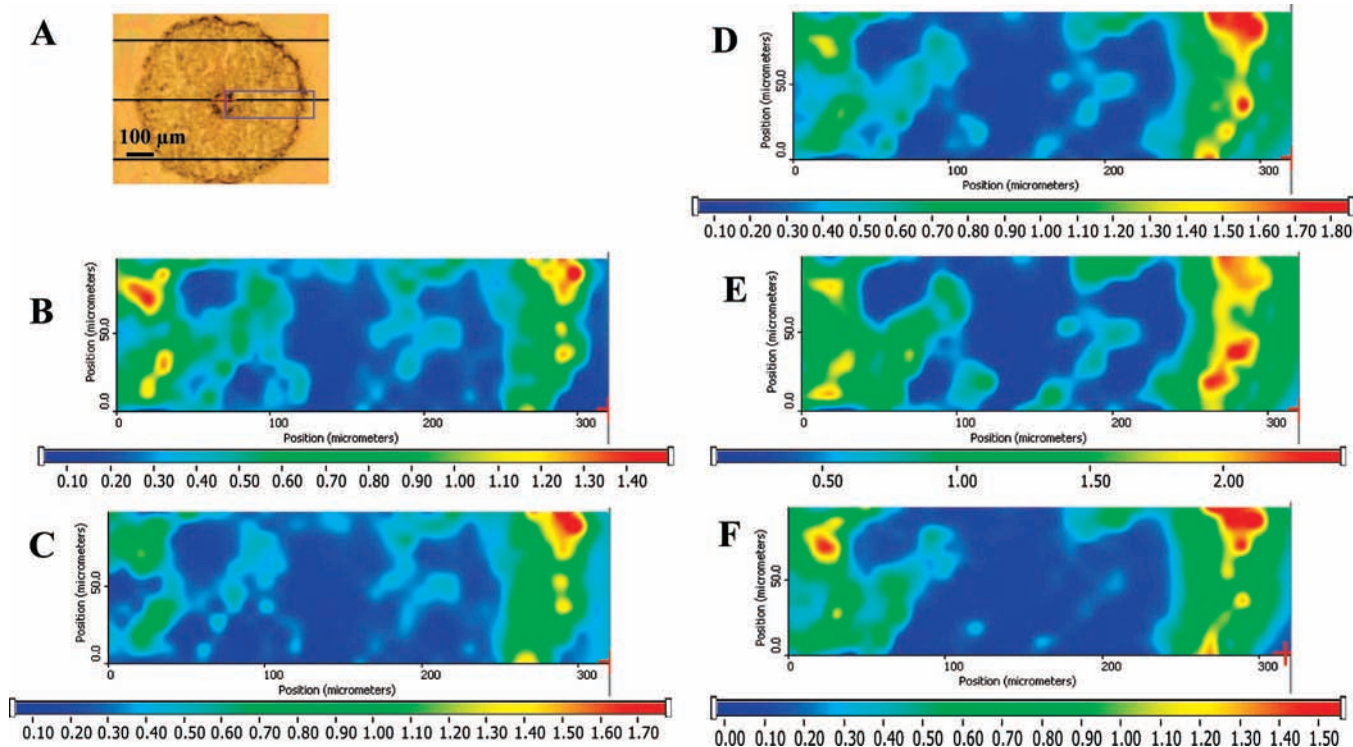 A
100 µm
B
Position (micrometers)
50.0
0.0
0 100 200 300
Position (micrometers)
0.10 0.20 0.30 0.40 0.50 0.60 0.70 0.80 0.90 1.00 1.10 1.20 1.30 1.40
C
Position (micrometers)
50.0
0.0
0 100 200 300
Position (micrometers)
0.10 0.20 0.30 0.40 0.50 0.60 0.70 0.80 0.90 1.00 1.10 1.20 1.30 1.40 1.50 1.60 1.70
D
Position (micrometers)
50.0
0.0
0 100 200 300
Position (micrometers)
0.10 0.20 0.30 0.40 0.50 0.60 0.70 0.80 0.90 1.00 1.10 1.20 1.30 1.40 1.50 1.60 1.70 1.80
E
Position (micrometers)
50.0
0.0
0 100 200 300
Position (micrometers)
0.50 1.00 1.50 2.00
F
Position (micrometers)
50.0
0.0
0 100 200 300
Position (micrometers)
0.00 0.10 0.20 0.30 0.40 0.50 0.60 0.70 0.80 0.90 1.00 1.10 1.20 1.30 1.40 1.50